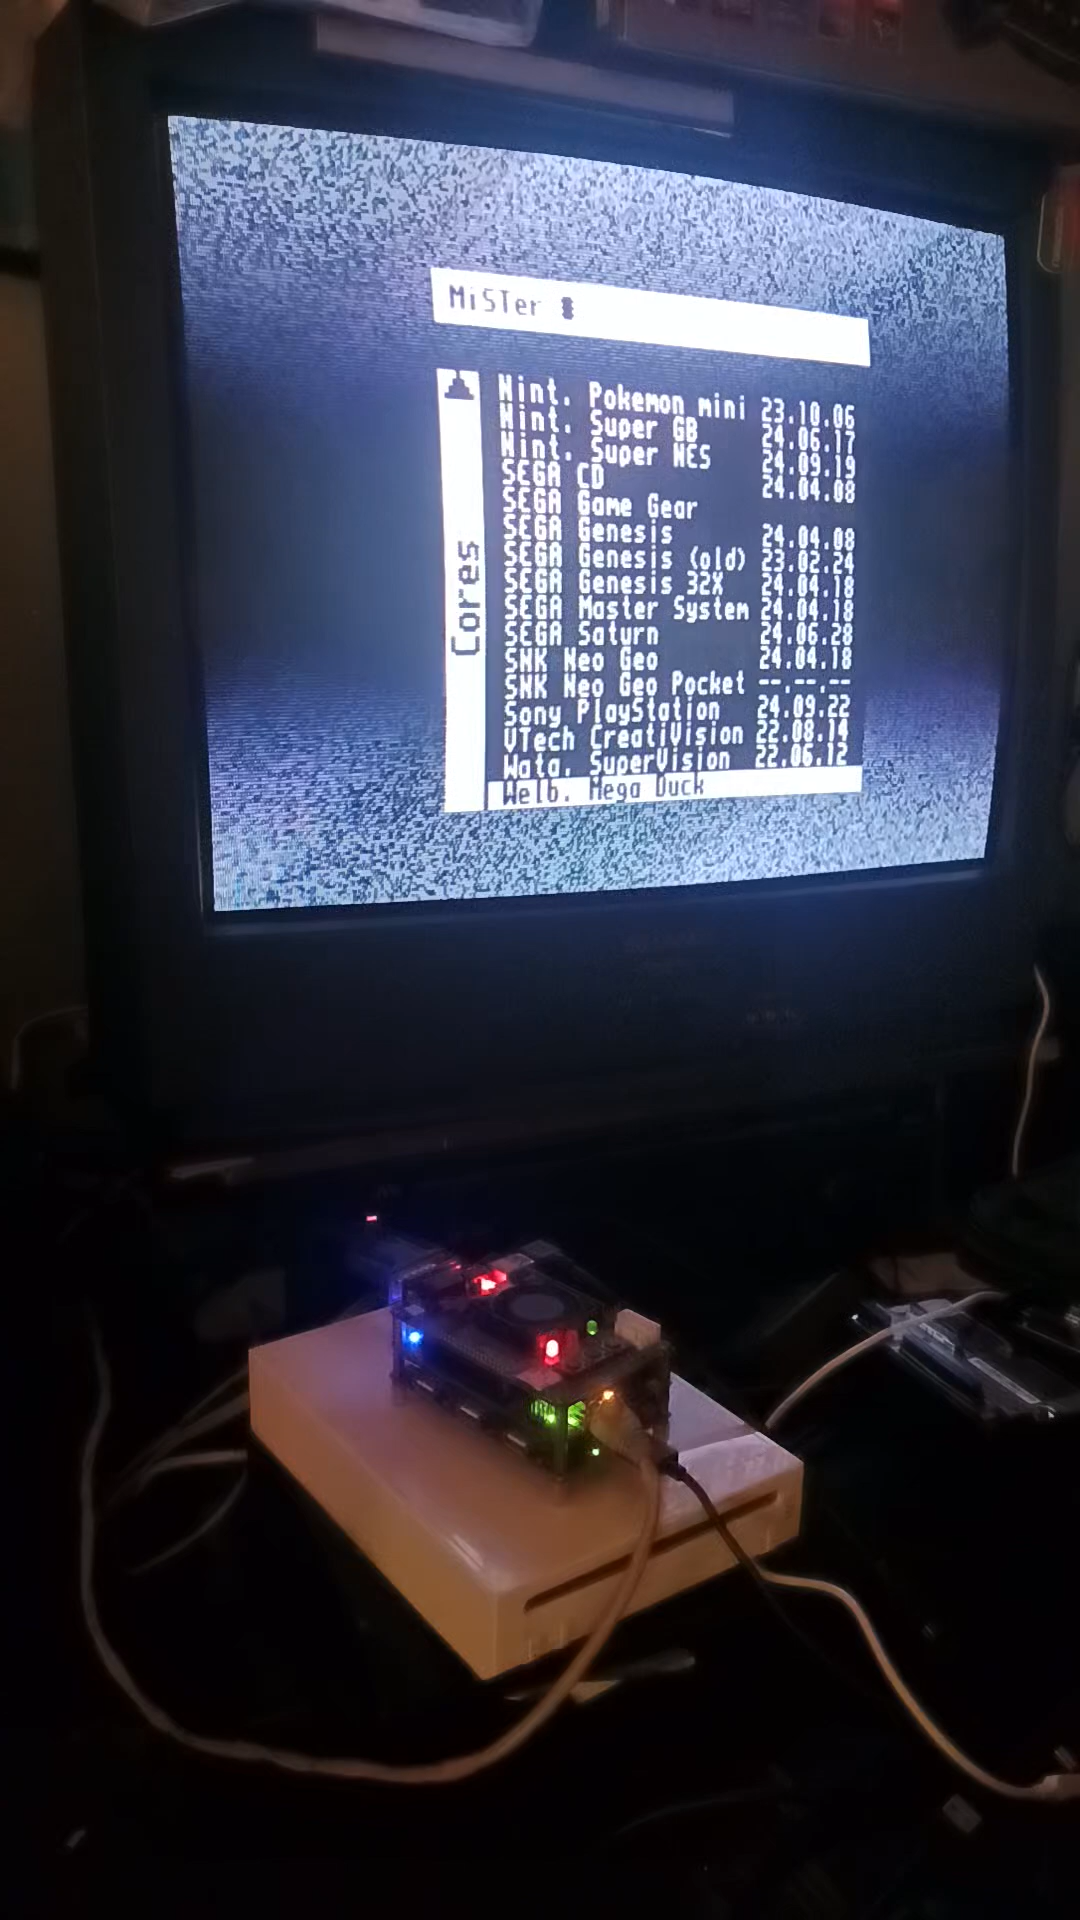 MiSTer
Cores
Nint. Pokemon mini 23.10.06
Nint. Super GB 24.06.17
Nint. Super NES 24.09.19
SEGA CD 24.04.08
SEGA Game Gear
SEGA Genesis 24.04.08
SEGA Genesis (old) 23.02.24
SEGA Genesis 32X 24.04.18
SEGA Master System 24.04.18
SEGA Saturn 24.06.28
SNK Neo Geo 24.04.18
SNK Neo Geo Pocket --.--.--
Sony PlayStation 24.09.22
VTech CreatiVision 22.08.14
Wata. SuperVision 22.06.12
Welb. Mega Duck